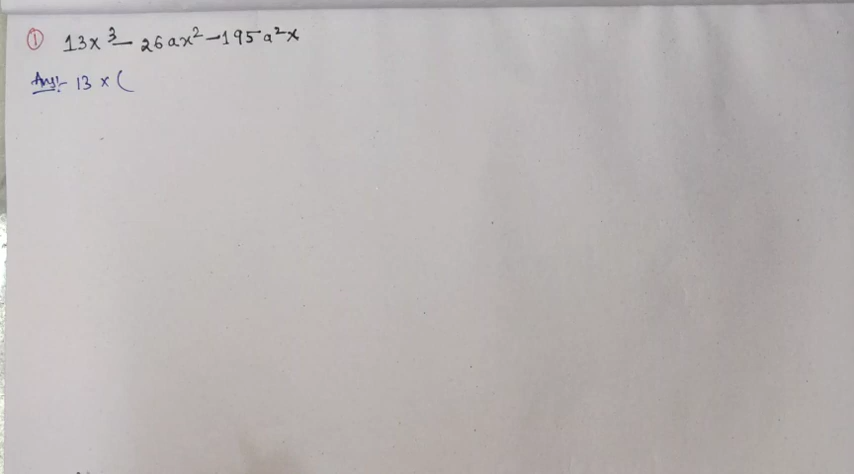 ① 13x³ - 26ax² - 195a²x
Ans:- 13x (